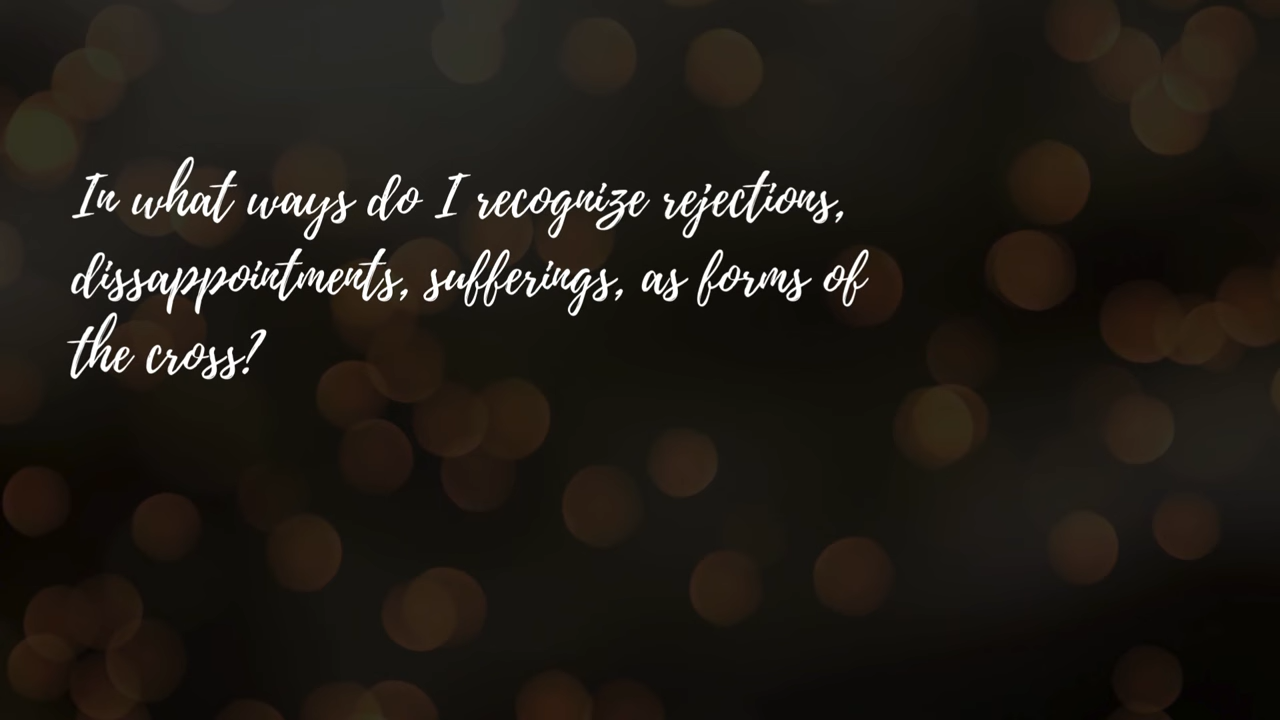 In what ways do I recognize rejections,
dissappointments, sufferings, as forms of
the cross?